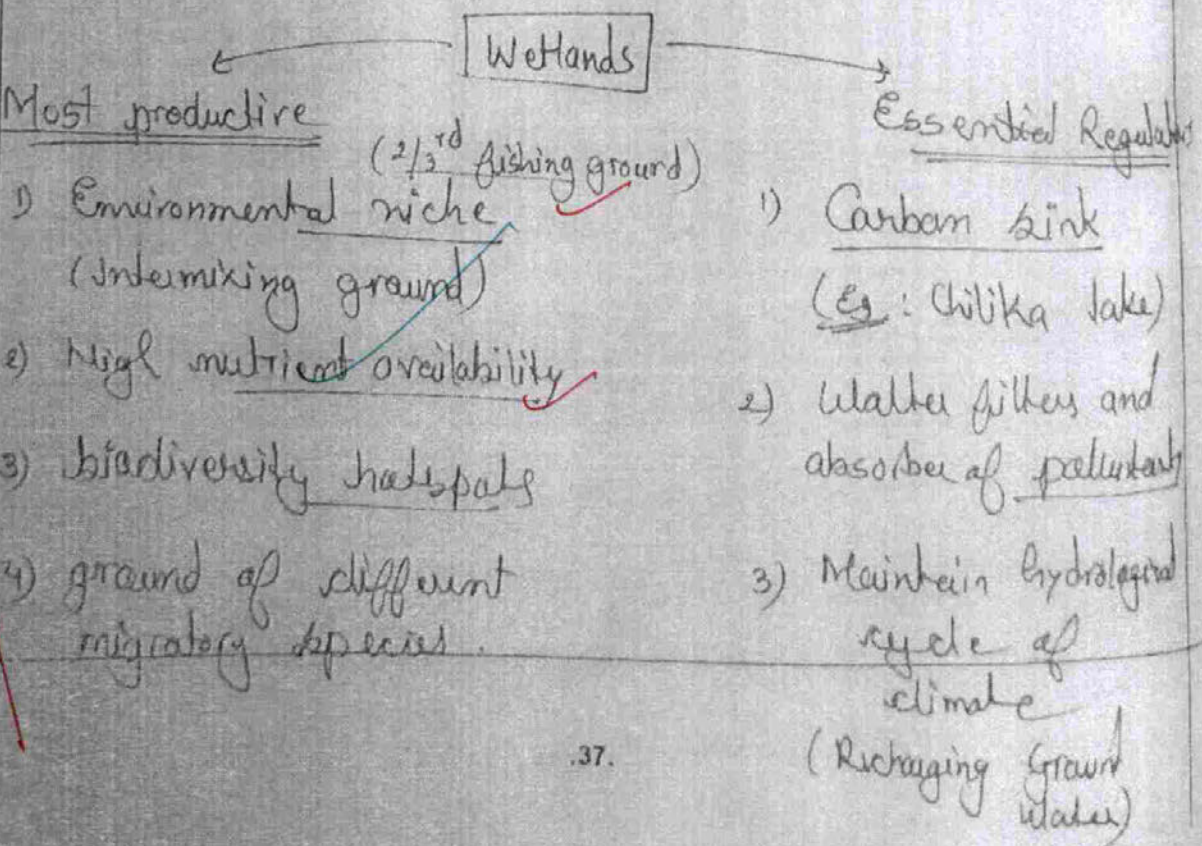 Wetlands
Most productive
(2/3rd fishing ground)
1) Environmental niche
(Intermixing ground)
2) High nutrient availability
3) biodiversity hotspots
4) ground of different
migratory species.
Essential Regulator
1) Carbon sink
(Eg: Chilika lake)
2) Water filters and
absorber of pollutants
3) Maintain hydrological
cycle of
climate
(Recharging Ground
Water)
.37.